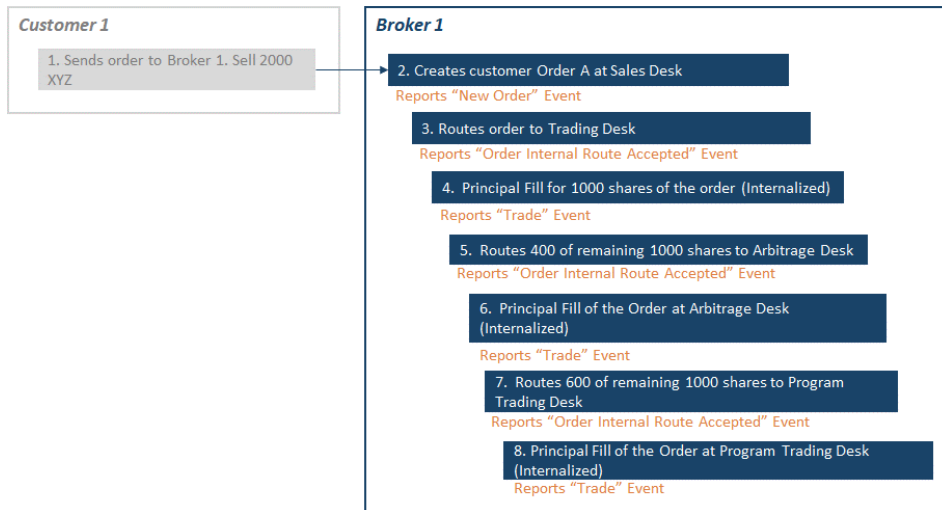 Customer 1
1. Sends order to Broker 1. Sell 2000
XYZ
Broker 1
2. Creates customer Order A at Sales Desk
Reports “New Order” Event
3. Routes order to Trading Desk
Reports “Order Internal Route Accepted” Event
4. Principal Fill for 1000 shares of the order (Internalized)
Reports “Trade” Event
5. Routes 400 of remaining 1000 shares to Arbitrage Desk
Reports “Order Internal Route Accepted” Event
6. Principal Fill of the Order at Arbitrage Desk
(Internalized)
Reports “Trade” Event
7. Routes 600 of remaining 1000 shares to Program
Trading Desk
Reports “Order Internal Route Accepted” Event
8. Principal Fill of the Order at Program Trading Desk
(Internalized)
Reports “Trade” Event